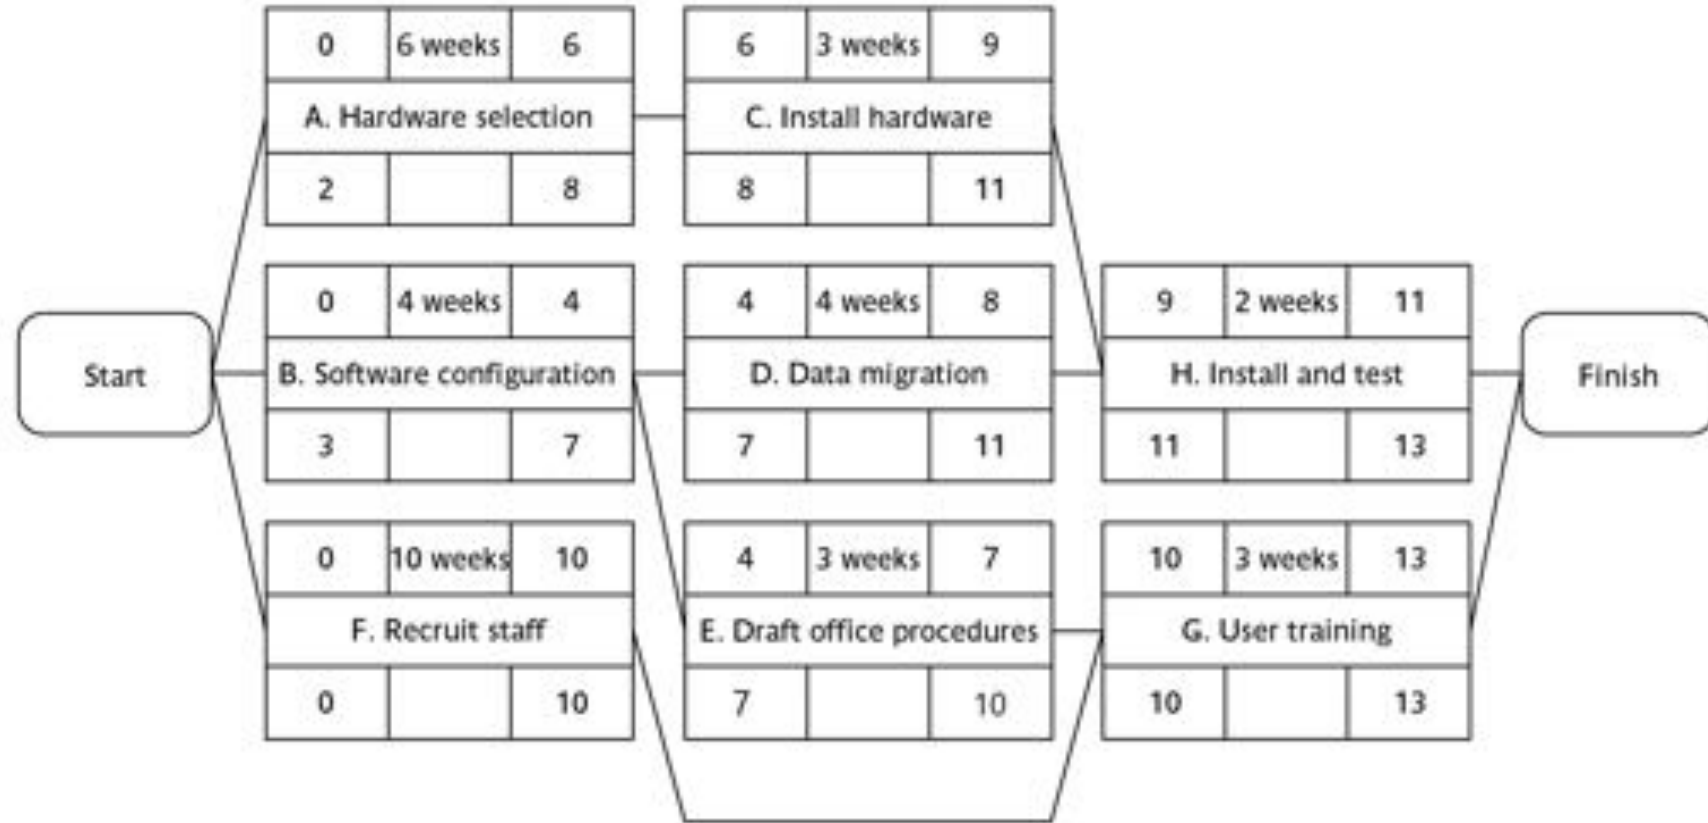 0 6 weeks 6
A. Hardware selection
2 8
6 3 weeks 9
C. Install hardware
8 11
Start
0 4 weeks 4
B. Software configuration
3 7
4 4 weeks 8
D. Data migration
7 11
9 2 weeks 11
H. Install and test
11 13
Finish
0 10 weeks 10
F. Recruit staff
0 10
4 3 weeks 7
E. Draft office procedures
7 10
10 3 weeks 13
G. User training
10 13